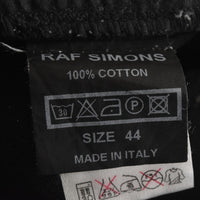 RAF SIMONS
100% COTTON
30 P
SIZE 44
MADE IN ITALY